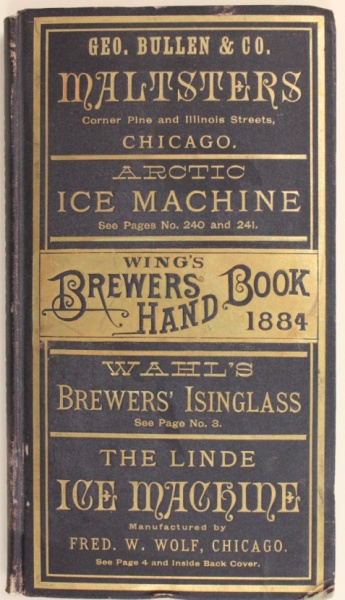 GEO. BULLEN & CO.
MALTSTERS
Corner Pine and Illinois Streets,
CHICAGO.
ARCTIC
ICE MACHINE
See Pages No. 240 and 241.
WING'S
BREWERS HAND BOOK
1884
WAHL'S
BREWERS' ISINGLASS
See Page No. 3.
THE LINDE
ICE MACHINE
Manufactured by
FRED. W. WOLF, CHICAGO.
See Page 4 and Inside Back Cover.